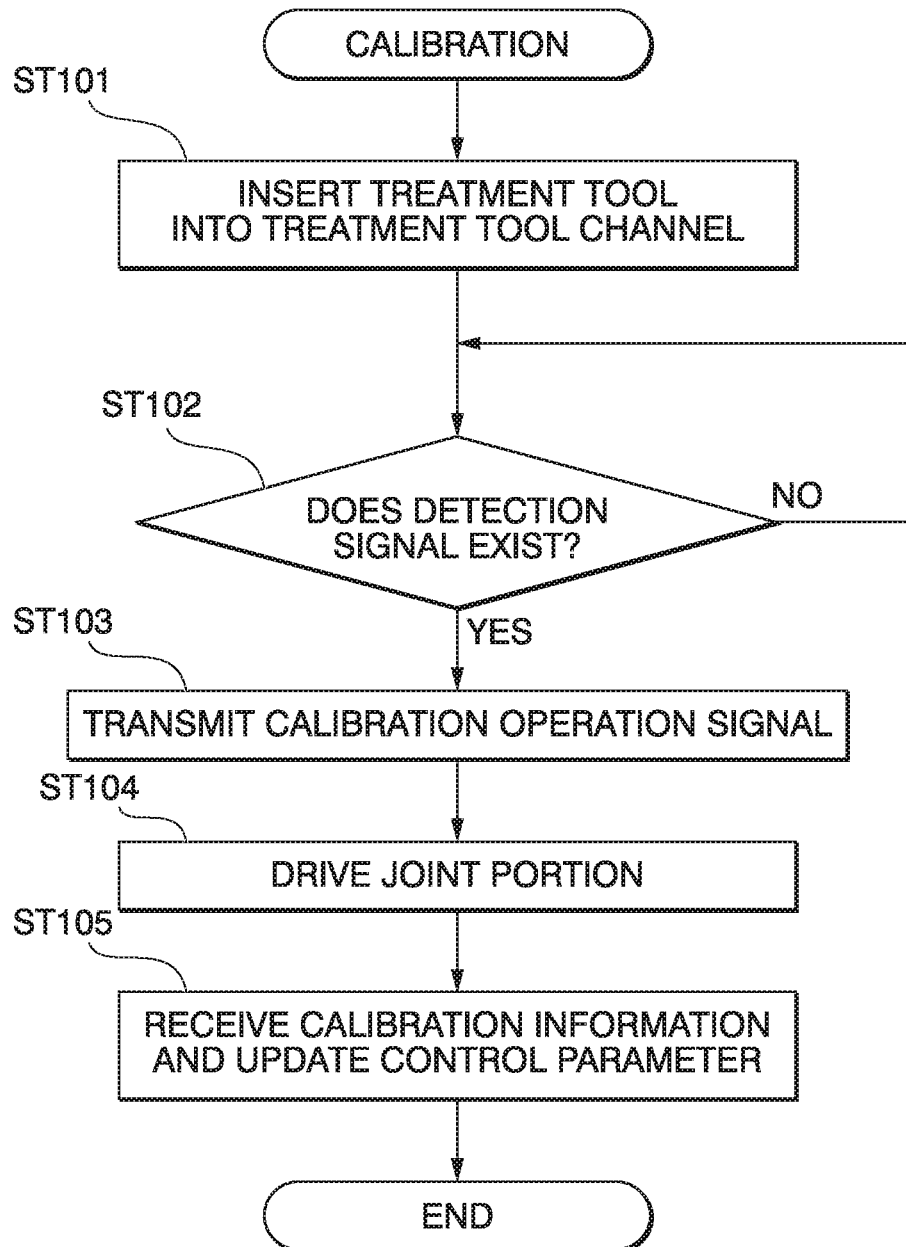 CALIBRATION
ST101
INSERT TREATMENT TOOL
INTO TREATMENT TOOL CHANNEL
ST102
DOES DETECTION
SIGNAL EXIST?
NO
YES
ST103
TRANSMIT CALIBRATION OPERATION SIGNAL
ST104
DRIVE JOINT PORTION
ST105
RECEIVE CALIBRATION INFORMATION
AND UPDATE CONTROL PARAMETER
END